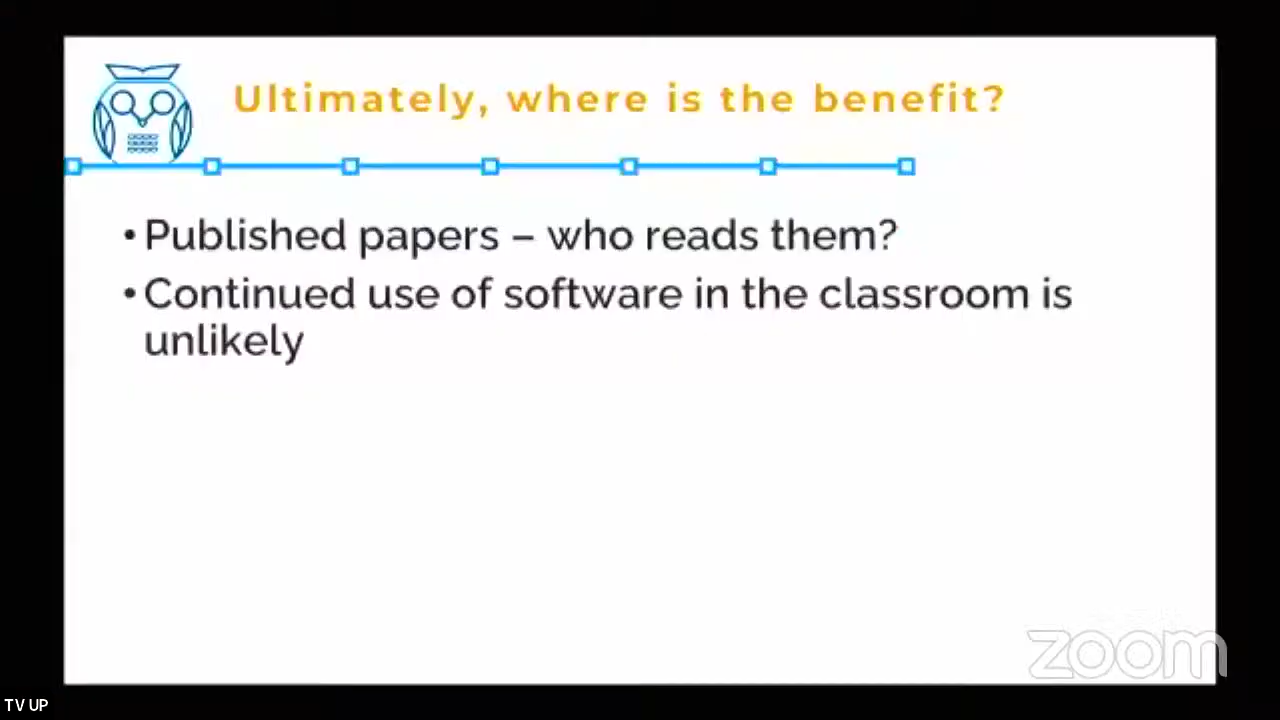 Ultimately, where is the benefit?
• Published papers – who reads them?
• Continued use of software in the classroom is
unlikely
zoom
TV UP